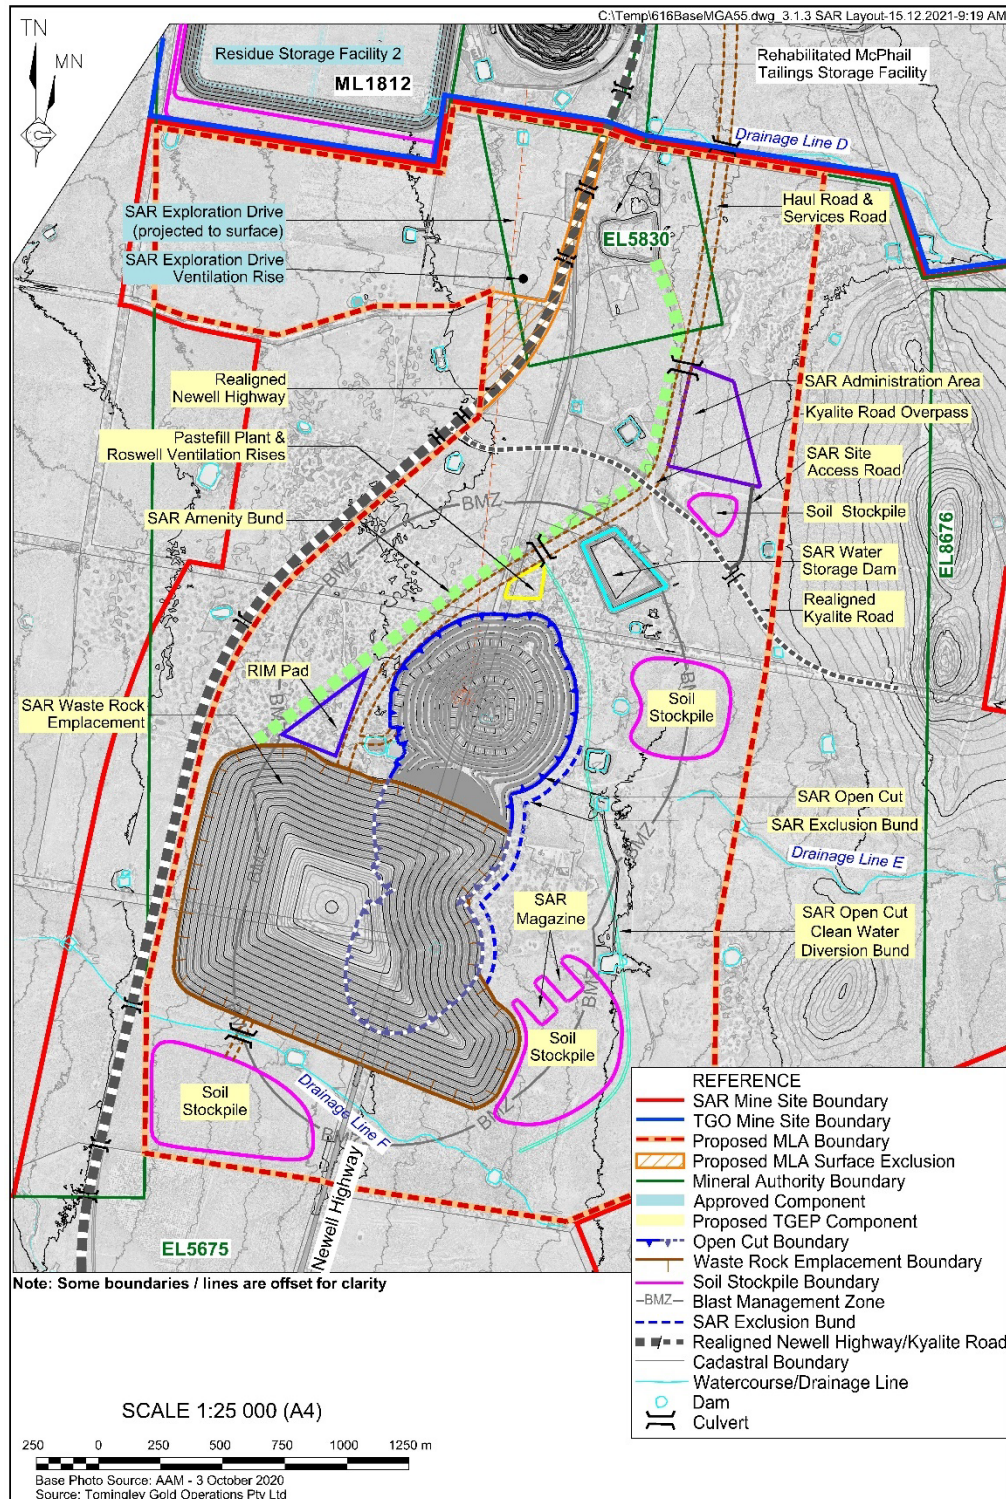 C:\Temp\616BaseMGA55.dwg_3.1.3 SAR Layout-15.12.2021-9:19 AM
TN
MN
Residue Storage Facility 2
ML1812
Rehabilitated McPhail
Tailings Storage Facility
Drainage Line D
SAR Exploration Drive
(projected to surface)
Haul Road &
Services Road
EL5830
SAR Exploration Drive
Ventilation Rise
Realigned
Newell Highway
SAR Administration Area
Kyalite Road Overpass
Pastefill Plant &
Roswell Ventilation Rises
SAR Site
Access Road
BMZ
SAR Amenity Bund
Soil Stockpile
BMZ
BMZ
SAR Water
Storage Dam
EL8676
Realigned
Kyalite Road
RIM Pad
BMZ
BMZ
SAR Waste Rock
Emplacement
Soil
Stockpile
SAR Open Cut
SAR Exclusion Bund
BMZ
BMZ
Drainage Line E
SAR
Magazine
SAR Open Cut
Clean Water
Diversion Bund
BMZ
Soil
Stockpile
Soil
Stockpile
Drainage Line F
BMZ
BMZ
Newell Highway
EL5675
Note: Some boundaries / lines are offset for clarity
REFERENCE
SAR Mine Site Boundary
TGO Mine Site Boundary
Proposed MLA Boundary
Proposed MLA Surface Exclusion
Mineral Authority Boundary
Approved Component
Proposed TGEP Component
Open Cut Boundary
Waste Rock Emplacement Boundary
Soil Stockpile Boundary
BMZ Blast Management Zone
SAR Exclusion Bund
Realigned Newell Highway/Kyalite Road
Cadastral Boundary
Watercourse/Drainage Line
Dam
Culvert
SCALE 1:25 000 (A4)
250 0 250 500 750 1000 1250 m
Base Photo Source: AAM - 3 October 2020
Source: Tomingley Gold Operations Pty Ltd